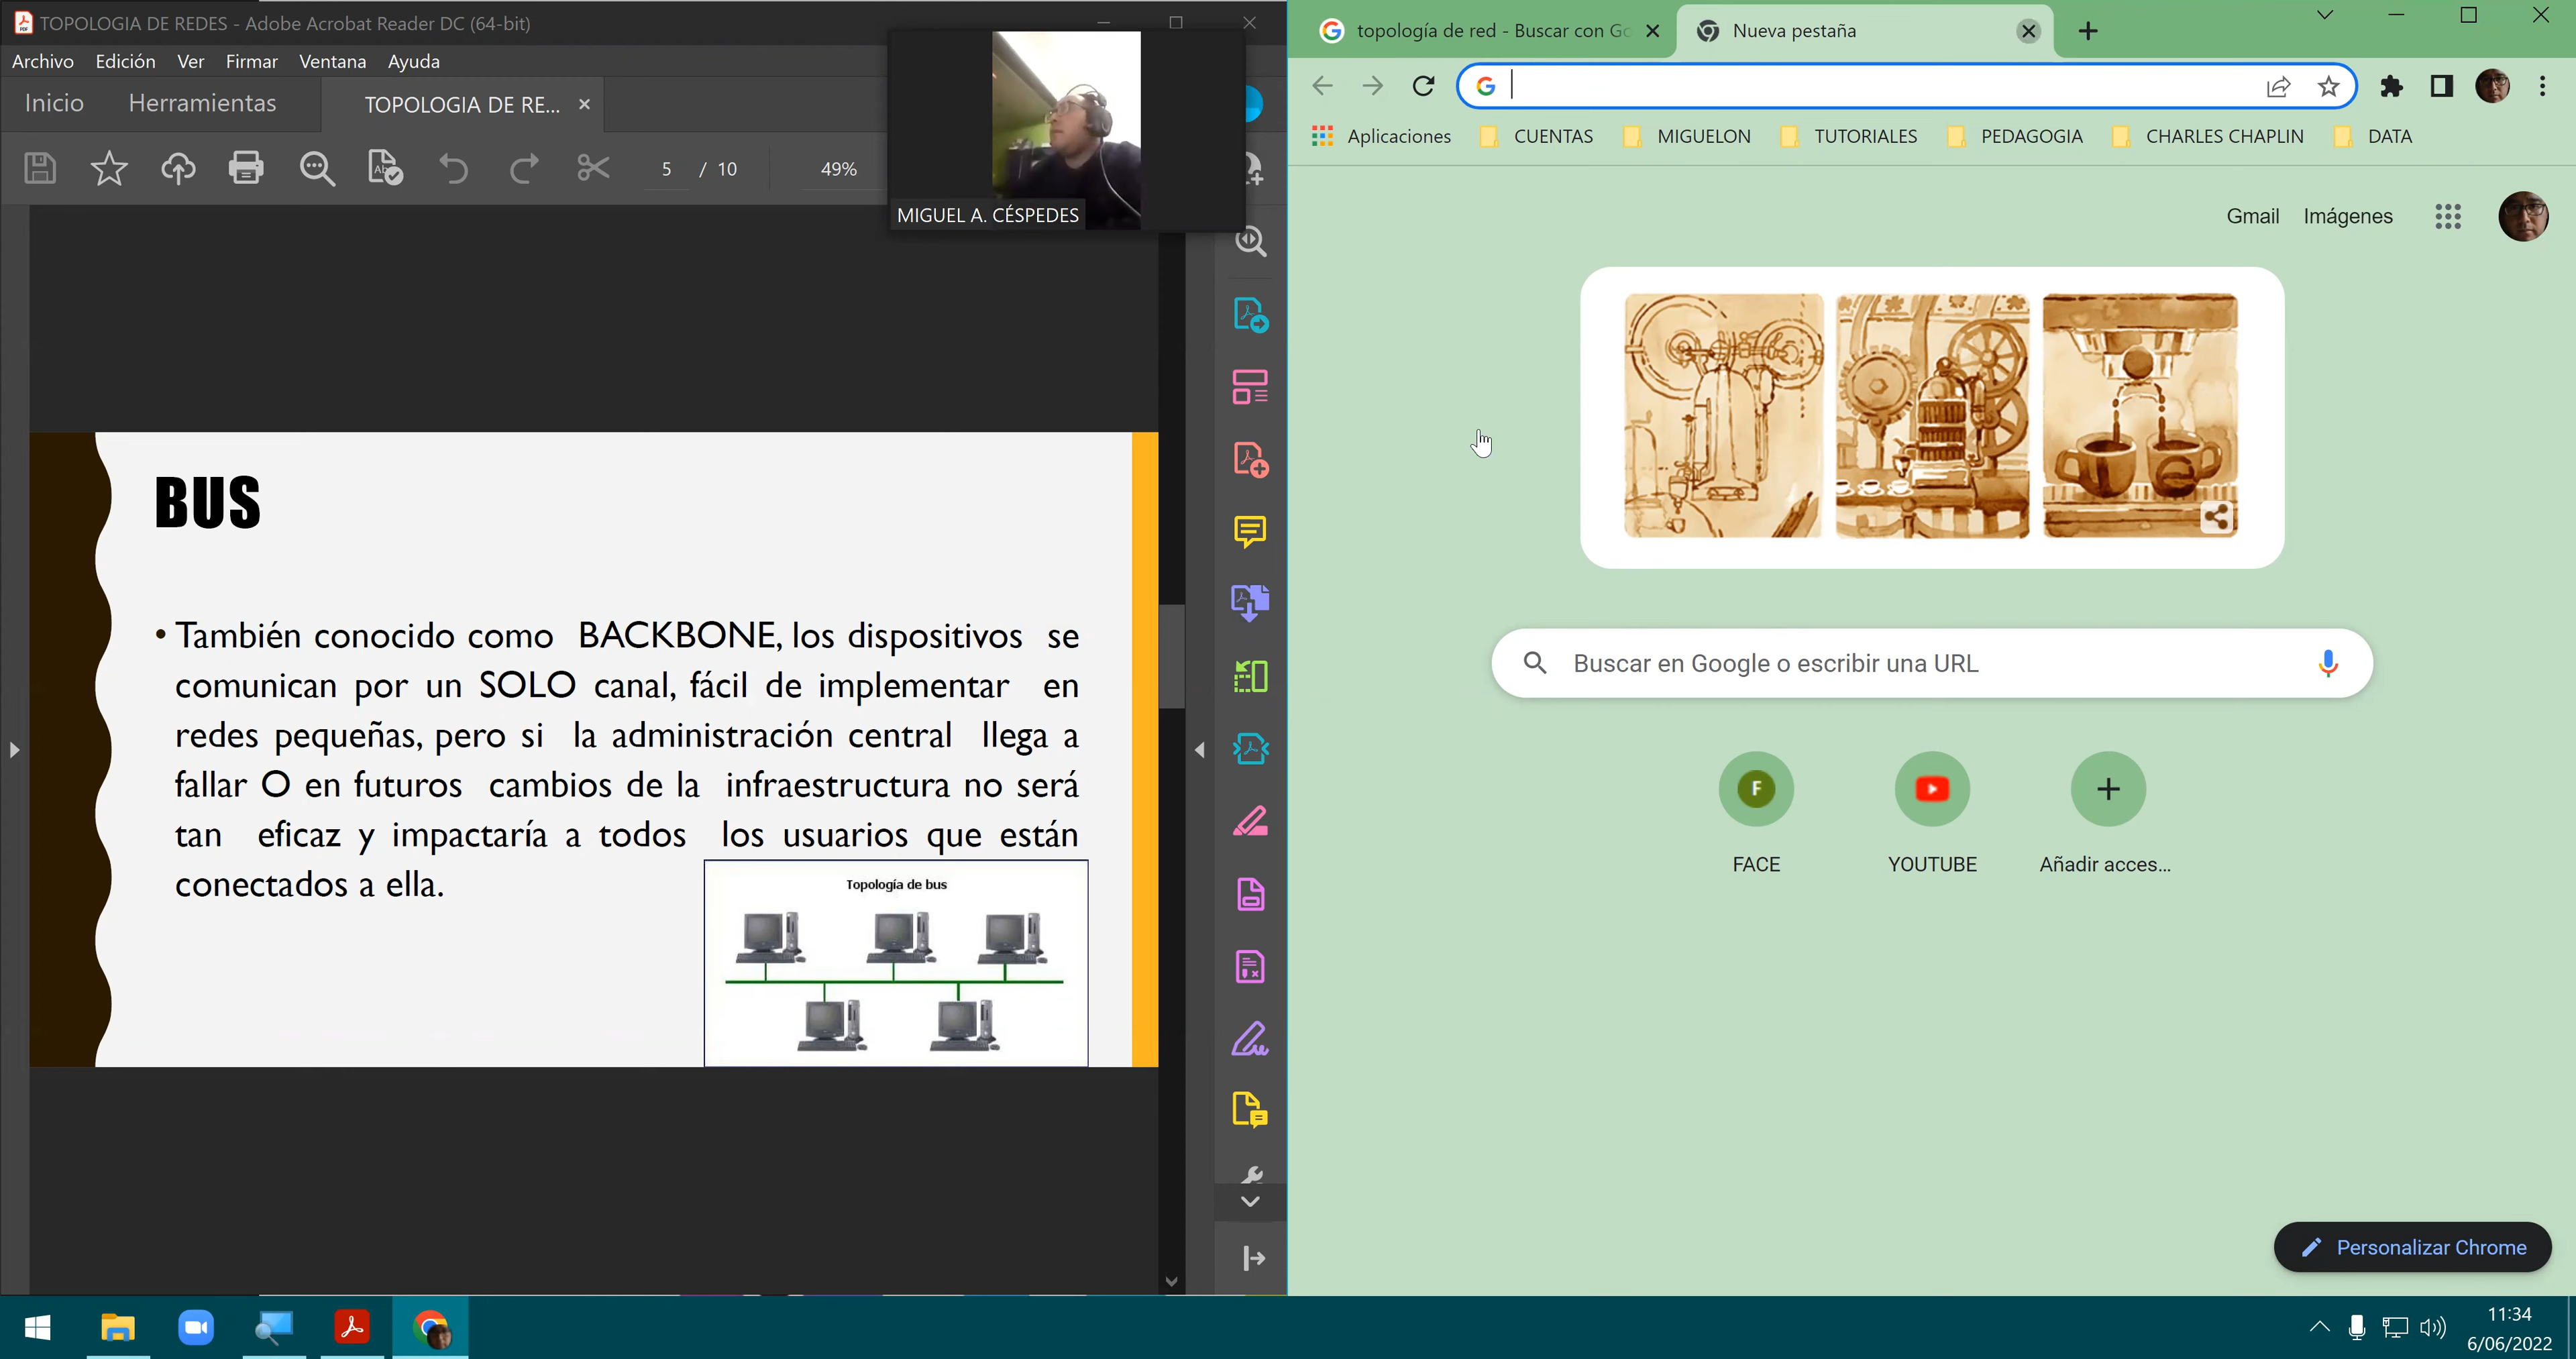 TOPOLOGIA DE REDES - Adobe Acrobat Reader DC (64-bit)
Archivo Edición Ver Firmar Ventana Ayuda
Inicio Herramientas TOPOLOGIA DE RE...
5 / 10 49%
MIGUEL A. CÉSPEDES
BUS
• También conocido como BACKBONE, los dispositivos se
comunican por un SOLO canal, fácil de implementar en
redes pequeñas, pero si la administración central llega a
fallar O en futuros cambios de la infraestructura no será
tan eficaz y impactaría a todos los usuarios que están
conectados a ella.
Topología de bus
topología de red - Buscar con Go
Nueva pestaña
Aplicaciones CUENTAS MIGUELON TUTORIALES PEDAGOGIA CHARLES CHAPLIN DATA
Gmail Imágenes
Buscar en Google o escribir una URL
F
FACE YOUTUBE Añadir acces...
Personalizar Chrome
11:34
6/06/2022